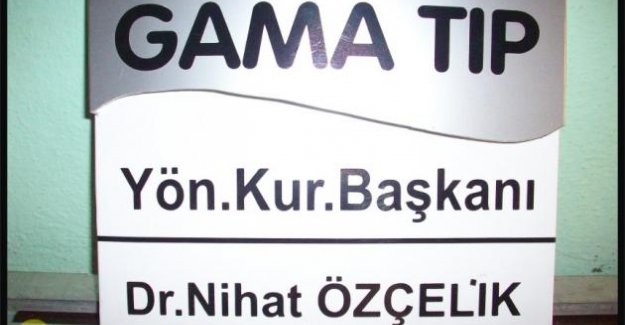 GAMA TIP
Yön.Kur.Başkanı
Dr.Nihat ÖZÇELİK